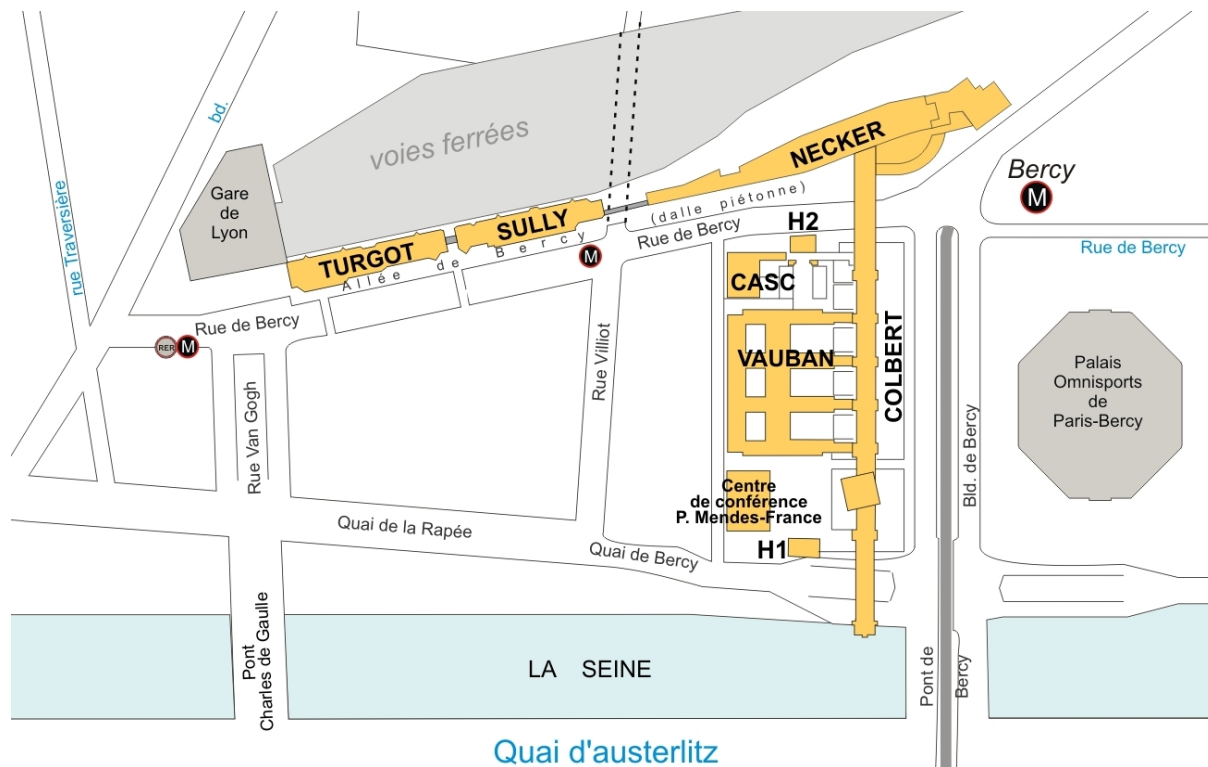 voies ferrées
bd.
rue Traversière
Gare
de
Lyon
NECKER
Bercy
M
(dalle piétonne)
H2
Rue de Bercy
SULLY
TURGOT
Allée de Bercy
M
Rue de Bercy
CASC
Rue de Bercy
RER M
Rue Villiot
VAUBAN
COLBERT
Palais
Omnisports
de
Paris-Bercy
Rue Van Gogh
Bld. de Bercy
Centre
de conférence
P. Mendes-France
Quai de la Rapée
Quai de Bercy
H1
Pont
Charles de Gaulle
LA SEINE
Pont de
Bercy
Quai d'austerlitz